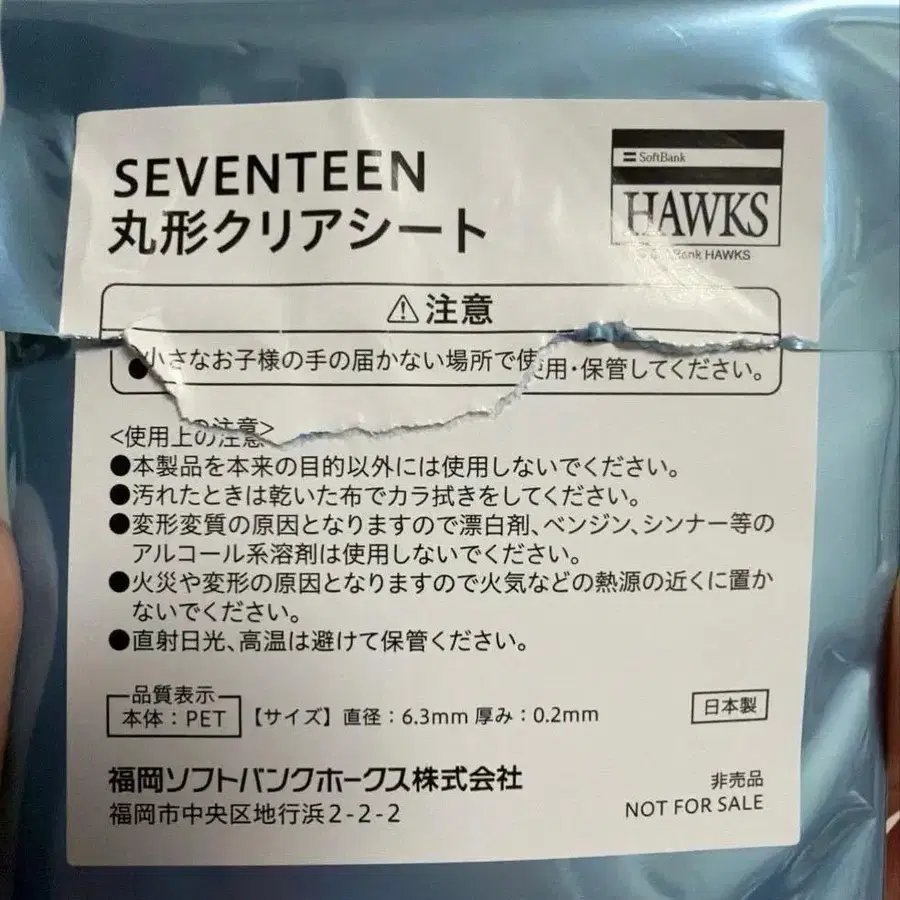 SEVENTEEN
丸形クリアシート
SoftBank
HAWKS
Bank HAWKS
注意
●小さなお子様の手の届かない場所で使用・保管してください。
<使用上の注意>
●本製品を本来の目的以外には使用しないでください。
●汚れたときは乾いた布でカラ拭きをしてください。
●変形変質の原因となりますので漂白剤、ベンジン、シンナー等の
アルコール系溶剤は使用しないでください。
●火災や変形の原因となりますので火気などの熱源の近くに置か
ないでください。
●直射日光、高温は避けて保管ください。
品質表示
本体：PET 【サイズ】直径：6.3mm 厚み：0.2mm
日本製
福岡ソフトバンクホークス株式会社
福岡市中央区地行浜2-2-2
非売品
NOT FOR SALE